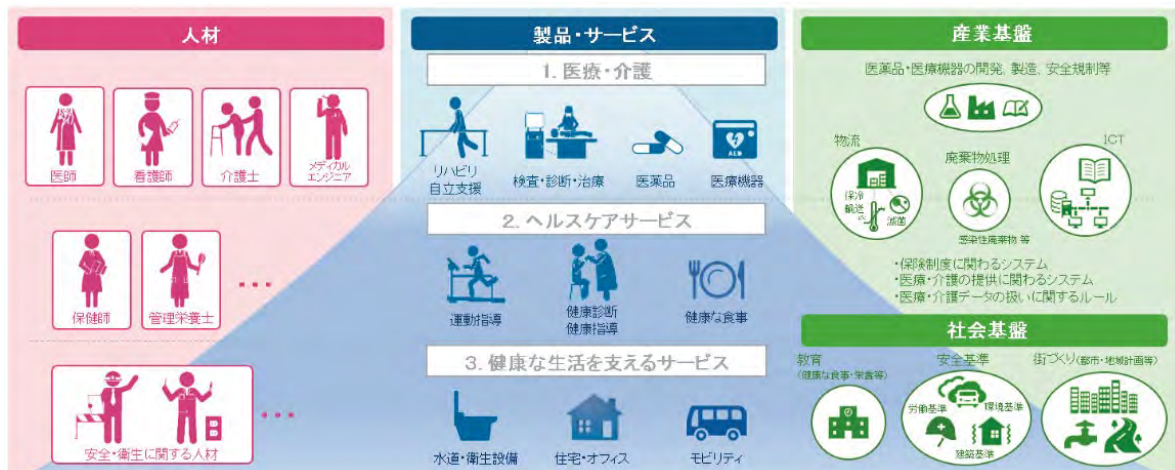 人材
医師
看護師
介護士
メディカル
エンジニア
保健師
管理栄養士
・・・
安全・衛生に関する人材
・・・
製品・サービス
1. 医療・介護
リハビリ
自立支援
検査・診断・治療
医薬品
AED
医療機器
2. ヘルスケアサービス
運動指導
健康診断
健康指導
健康な食事
3. 健康な生活を支えるサービス
水道・衛生設備
住宅・オフィス
モビリティ
産業基盤
医薬品・医療機器の開発, 製造, 安全規制等
物流
保冷
輸送
滅菌
廃棄物処理
感染性廃棄物 等
ICT
・保険制度に関わるシステム
・医療・介護の提供に関わるシステム
・医療・介護データの扱いに関するルール
社会基盤
教育
(健康な食事・栄養等)
安全基準
労働基準
環境基準
建築基準
街づくり(都市・地域計画等)